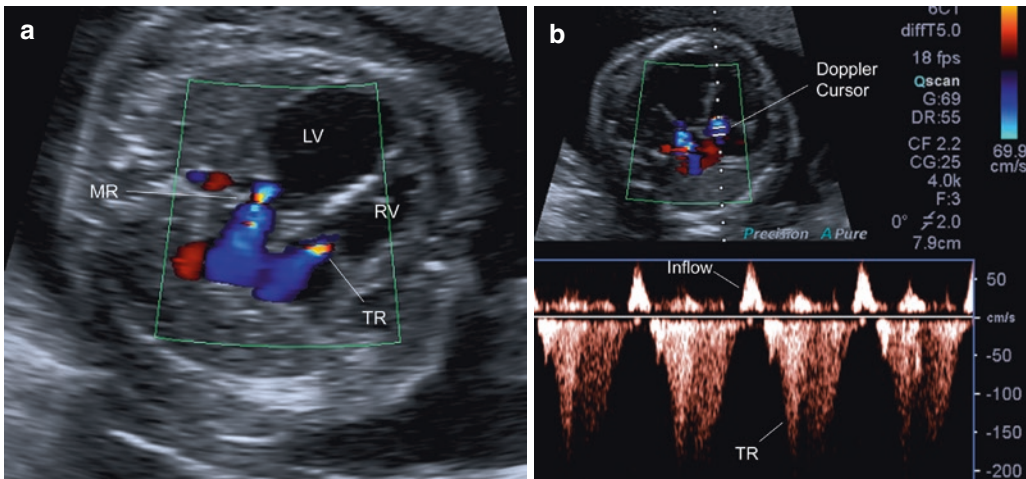 a
LV
MR
RV
TR
b
6CT
diffT5.0
18 fps
Qscan
G:69
DR:55
CF 2.2
CG:25
4.0k
F:3
0° 2.0
7.9cm
69.9
cm/s
Doppler
Cursor
Precision APure
Inflow
50
cm/s
-50
-100
-150
-200
TR